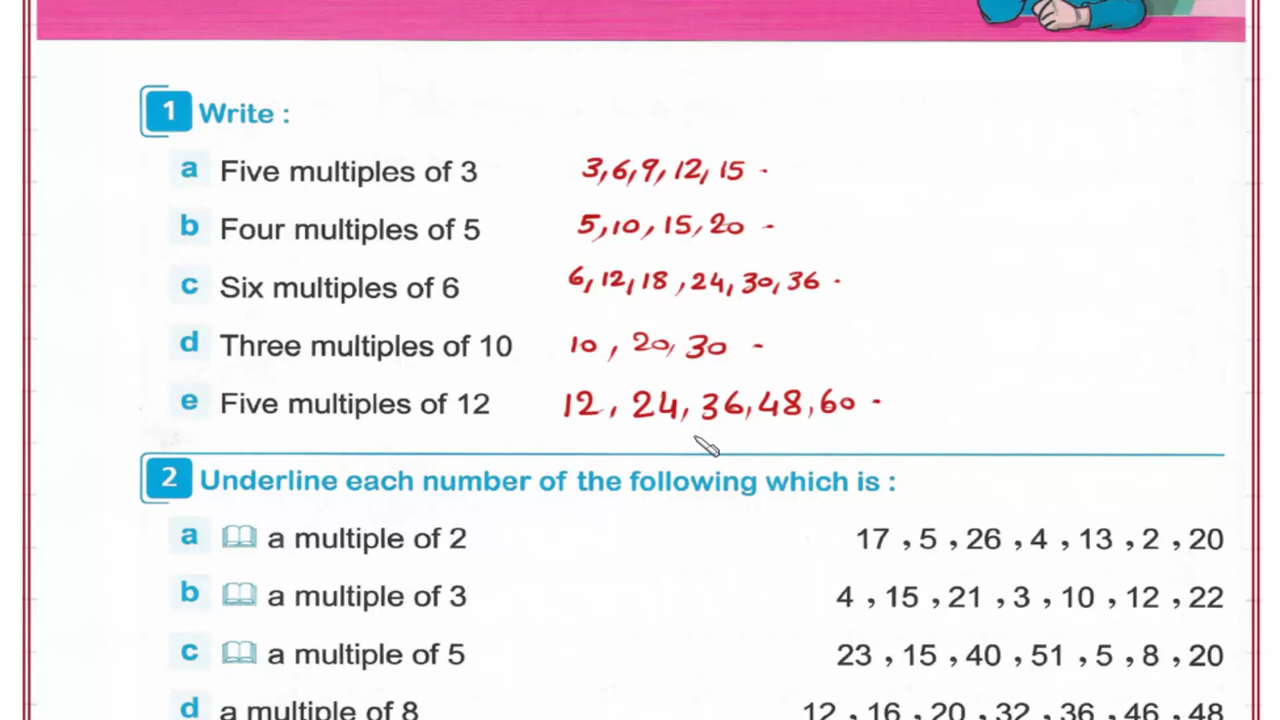 1 Write :
a Five multiples of 3 3,6,9,12,15
b Four multiples of 5 5,10,15,20
c Six multiples of 6 6,12,18,24,30,36
d Three multiples of 10 10,20,30
e Five multiples of 12 12,24,36,48,60
2 Underline each number of the following which is :
a a multiple of 2 17 , 5 , 26 , 4 , 13 , 2 , 20
b a multiple of 3 4 , 15 , 21 , 3 , 10 , 12 , 22
c a multiple of 5 23 , 15 , 40 , 51 , 5 , 8 , 20
d a multiple of 8 12 , 16 , 20 , 32 , 36 , 46 , 48